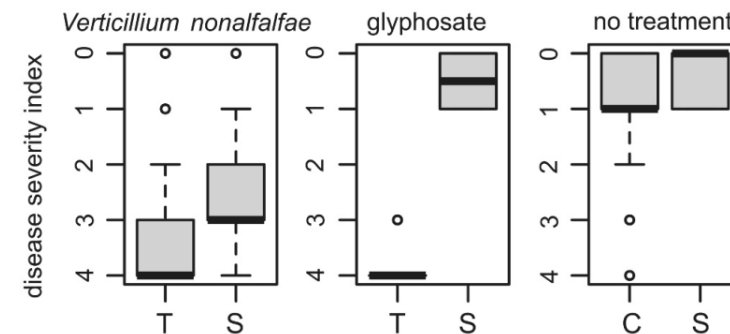 Verticillium nonalfalfae
glyphosate
no treatment
disease severity index
0
1
2
3
4
T S
0
1
2
3
4
T S
0
1
2
3
4
C S